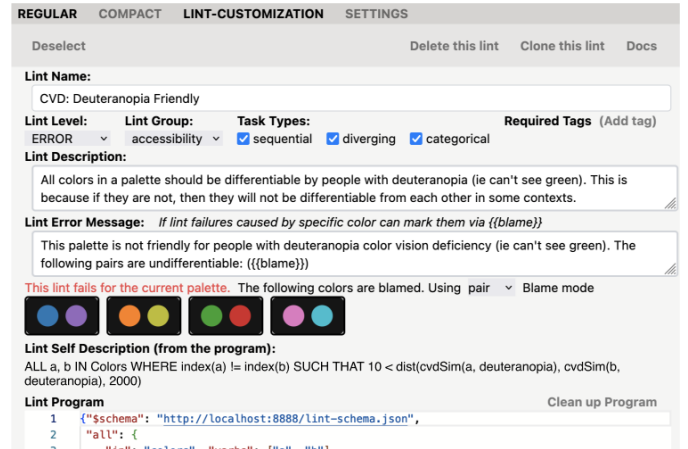 REGULAR COMPACT LINT-CUSTOMIZATION SETTINGS
Deselect Delete this lint Clone this lint Docs
Lint Name:
CVD: Deuteranopia Friendly
Lint Level: Lint Group: Task Types: Required Tags (Add tag)
ERROR accessibility sequential diverging categorical
Lint Description:
All colors in a palette should be differentiable by people with deuteranopia (ie can't see green). This is
because if they are not, then they will not be differentiable from each other in some contexts.
Lint Error Message: If lint failures caused by specific color can mark them via {{blame}}
This palette is not friendly for people with deuteranopia color vision deficiency (ie can't see green). The
following pairs are undifferentiable: ({{blame}})
This lint fails for the current palette. The following colors are blamed. Using pair Blame mode
Lint Self Description (from the program):
ALL a, b IN Colors WHERE index(a) != index(b) SUCH THAT 10 < dist(cvdSim(a, deuteranopia), cvdSim(b,
deuteranopia), 2000)
Lint Program Clean up Program
1 {"$schema": "http://localhost:8888/lint-schema.json",
2 "all": {